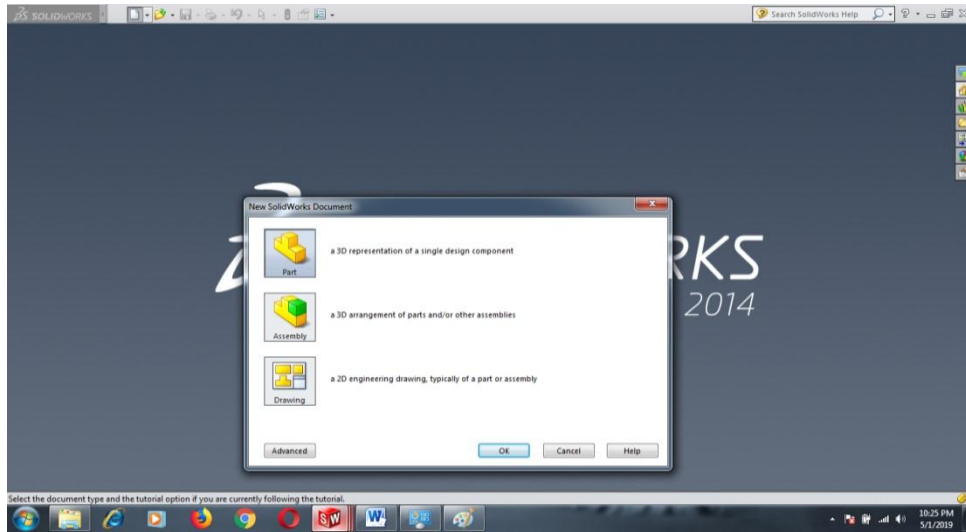 SOLIDWORKS
Search SolidWorks Help
New SolidWorks Document
RKS
2014
Part
a 3D representation of a single design component
Assembly
a 3D arrangement of parts and/or other assemblies
Drawing
a 2D engineering drawing, typically of a part or assembly
Advanced
OK
Cancel
Help
Select the document type and the tutorial option if you are currently following the tutorial.
SW
W
10:25 PM
5/1/2019